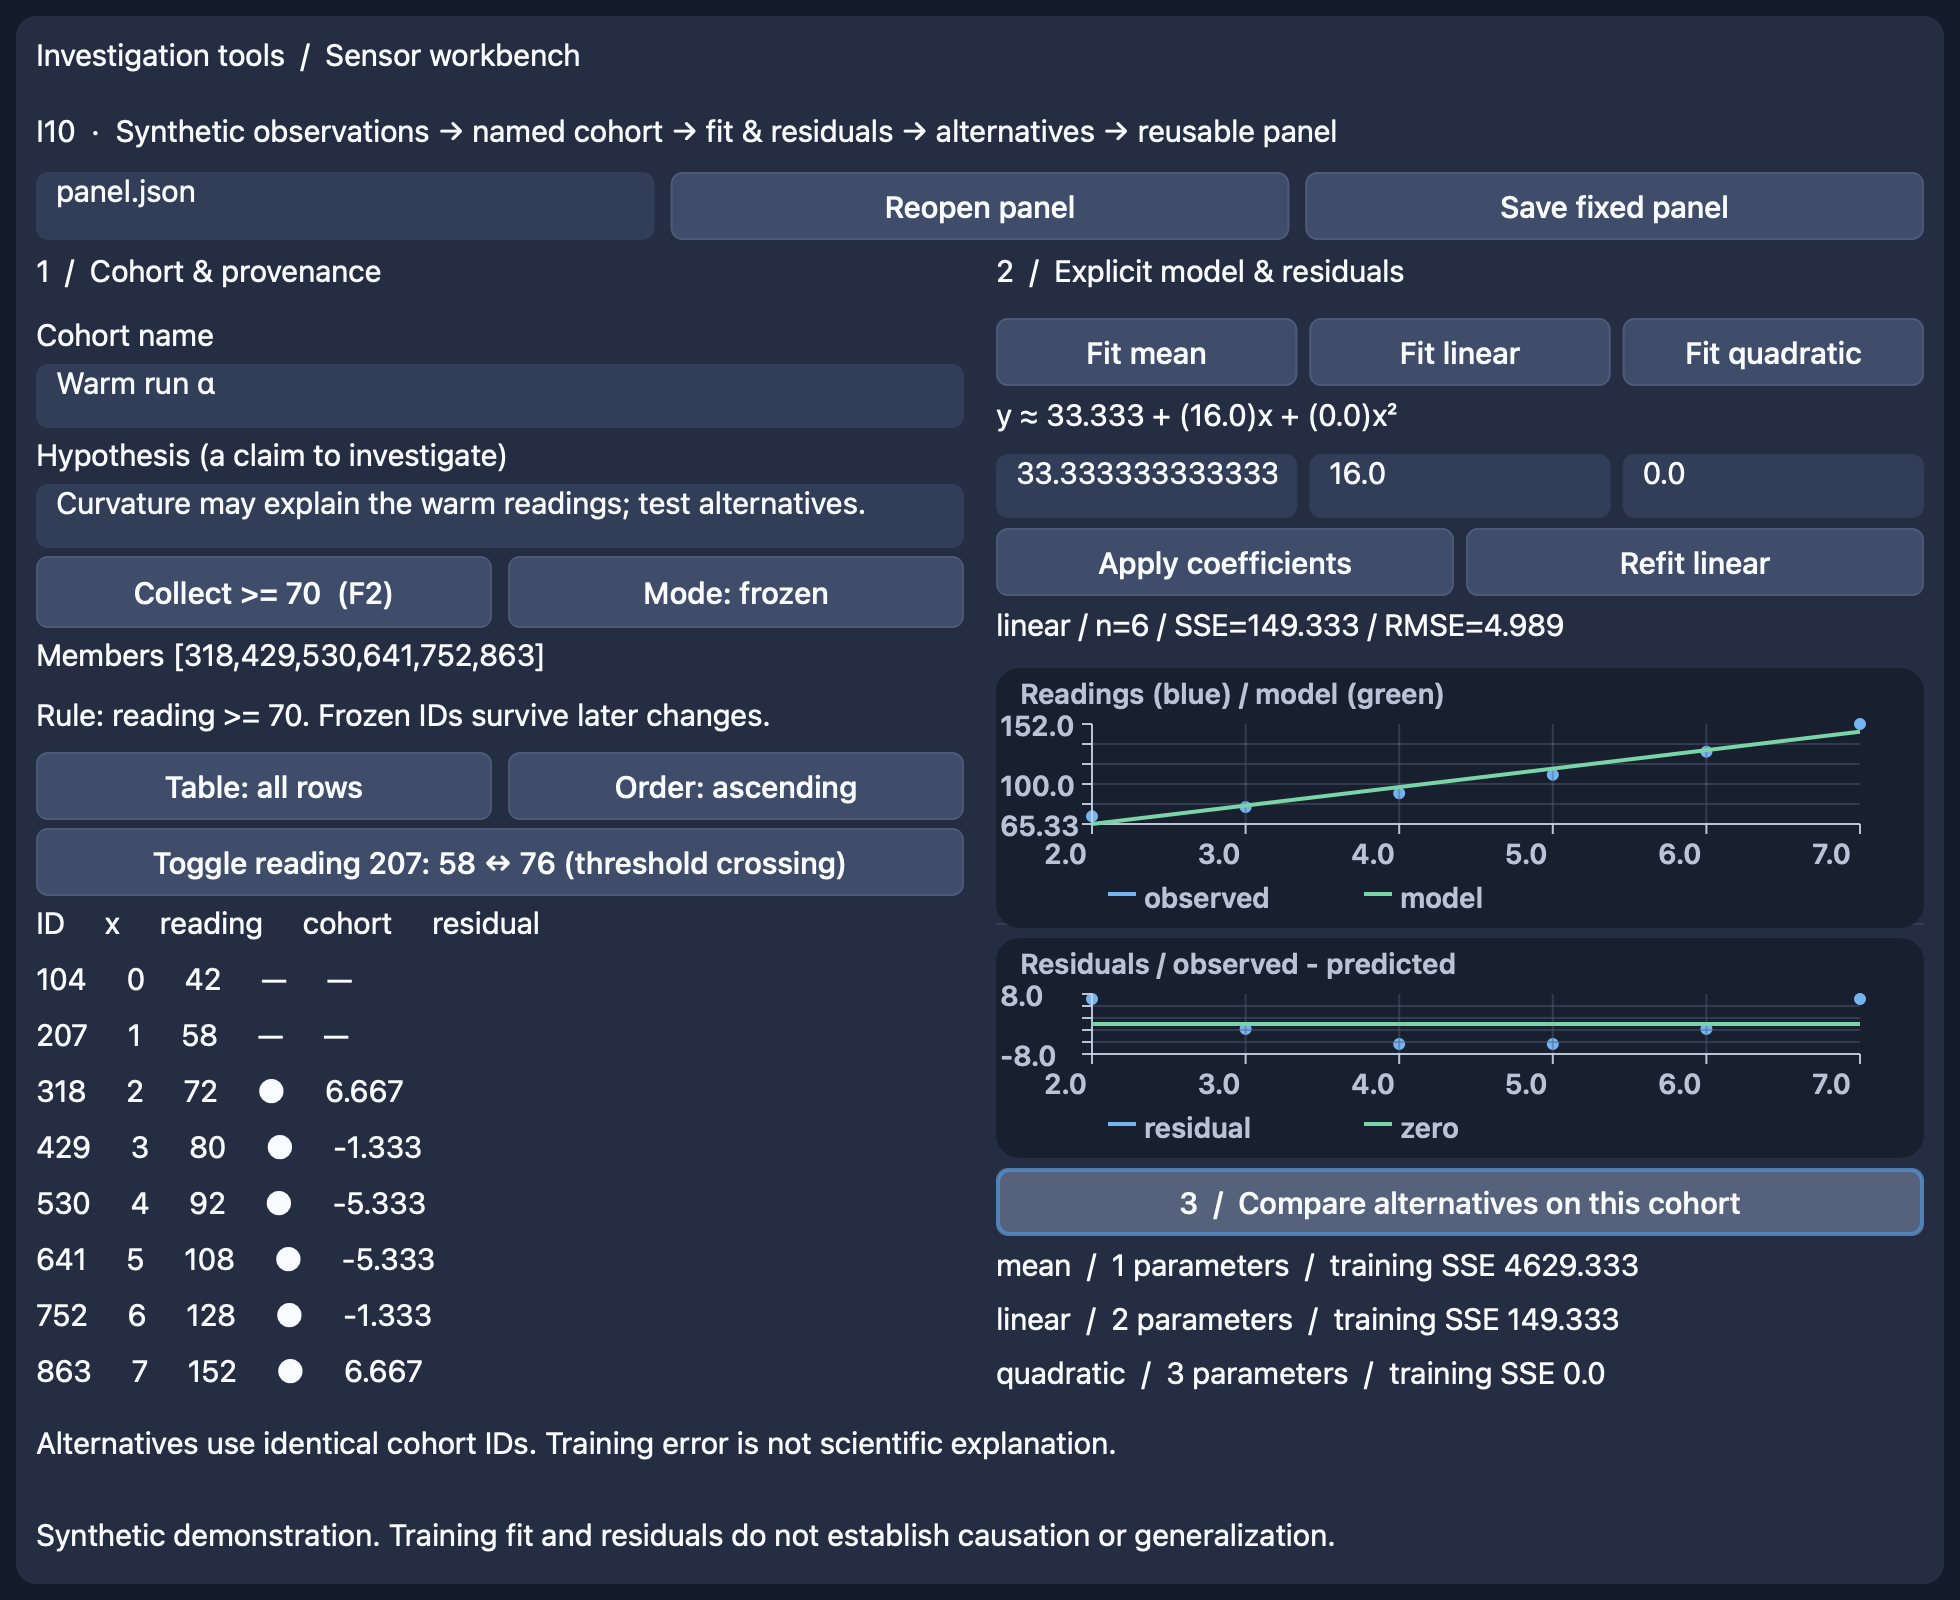 Investigation tools / Sensor workbench
I10 · Synthetic observations → named cohort → fit & residuals → alternatives → reusable panel
panel.json
Reopen panel
Save fixed panel
1 / Cohort & provenance
Cohort name
Warm run α
Hypothesis (a claim to investigate)
Curvature may explain the warm readings; test alternatives.
Collect >= 70 (F2)
Mode: frozen
Members [318,429,530,641,752,863]
Rule: reading >= 70. Frozen IDs survive later changes.
Table: all rows
Order: ascending
Toggle reading 207: 58 ↔ 76 (threshold crossing)
ID x reading cohort residual
104 0 42 — —
207 1 58 — —
318 2 72 ● 6.667
429 3 80 ● -1.333
530 4 92 ● -5.333
641 5 108 ● -5.333
752 6 128 ● -1.333
863 7 152 ● 6.667
2 / Explicit model & residuals
Fit mean
Fit linear
Fit quadratic
y ≈ 33.333 + (16.0)x + (0.0)x²
33.333333333333
16.0
0.0
Apply coefficients
Refit linear
linear / n=6 / SSE=149.333 / RMSE=4.989
Readings (blue) / model (green)
152.0
100.0
65.33
2.0 3.0 4.0 5.0 6.0 7.0
observed model
Residuals / observed - predicted
8.0
-8.0
2.0 3.0 4.0 5.0 6.0 7.0
residual zero
3 / Compare alternatives on this cohort
mean / 1 parameters / training SSE 4629.333
linear / 2 parameters / training SSE 149.333
quadratic / 3 parameters / training SSE 0.0
Alternatives use identical cohort IDs. Training error is not scientific explanation.
Synthetic demonstration. Training fit and residuals do not establish causation or generalization.